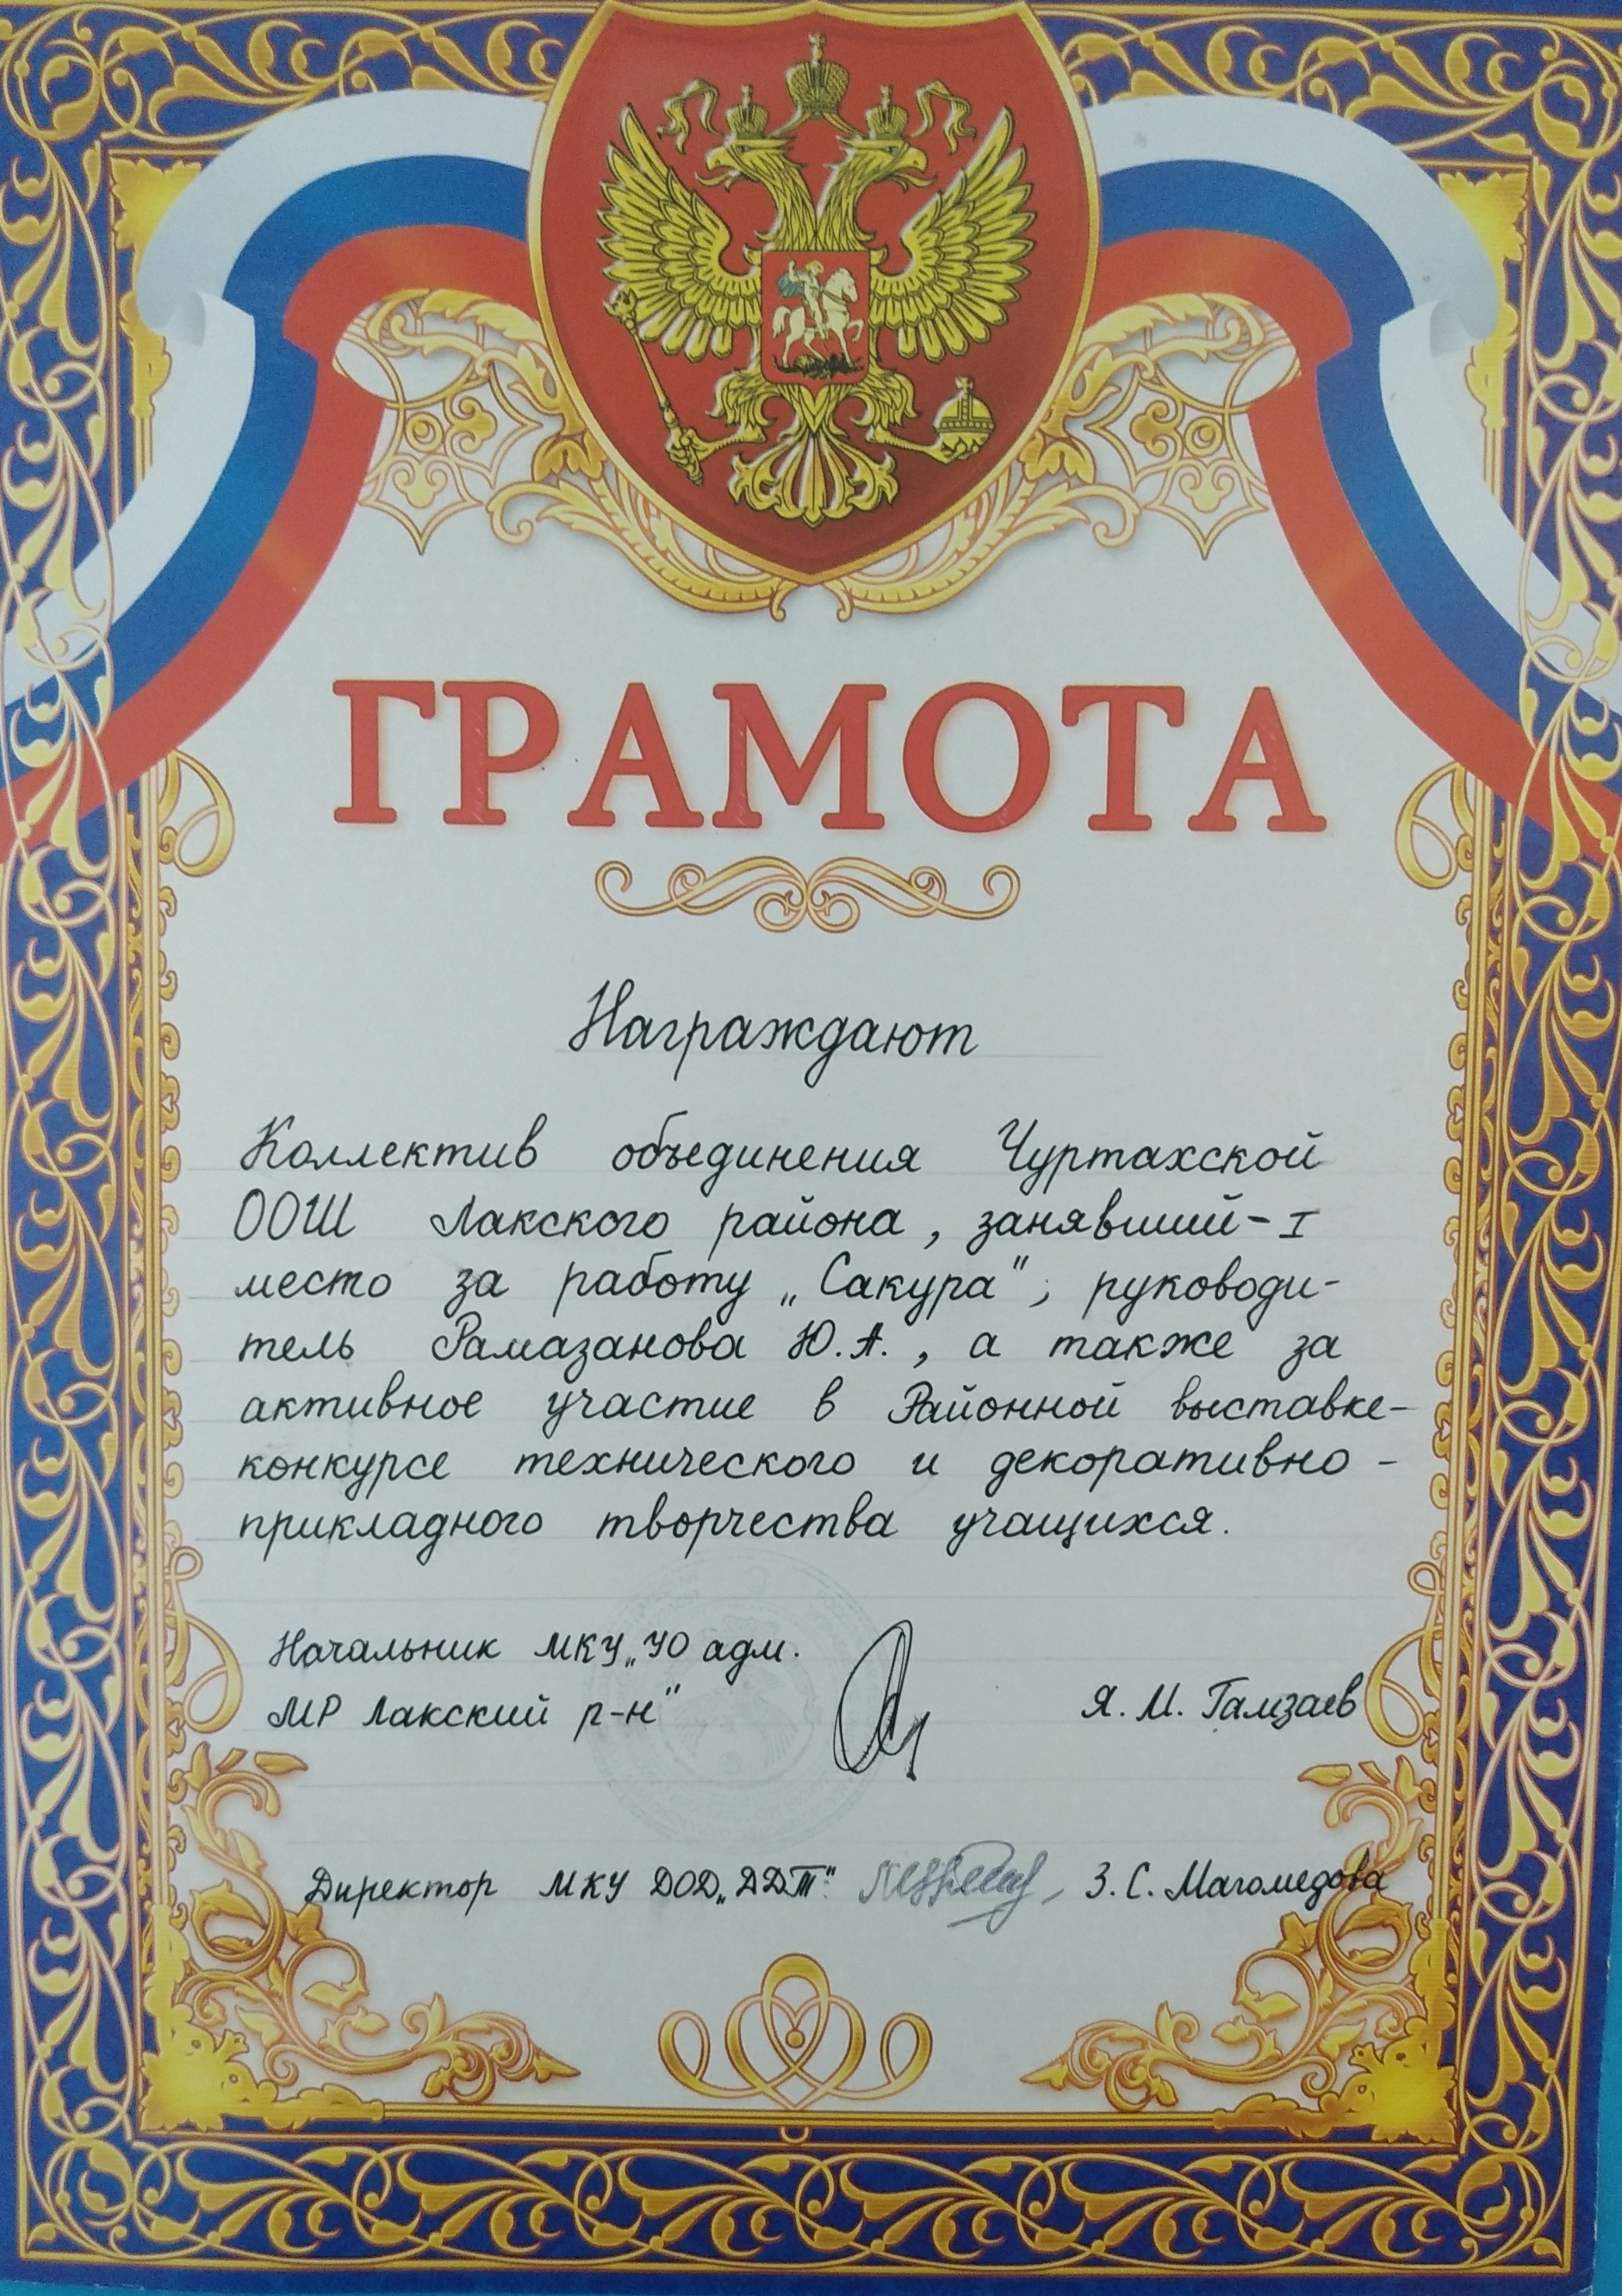 ГРАМОТА
Награждают
Коллектив объединения Чуртахской
ООШ Лакского района, занявший-I
место за работу „Сакура", руководи-
тель Рамазанова Ю.А., а также за
активное участие в Районной выставке-
конкурсе технического и декоративно-
прикладного творчества учащихся.
Начальник МКУ „УО адм.
МР Лакский р-н" Я. М. Гамзаев
Директор МКУ ДОД „ДДТ" З. С. Магомедова